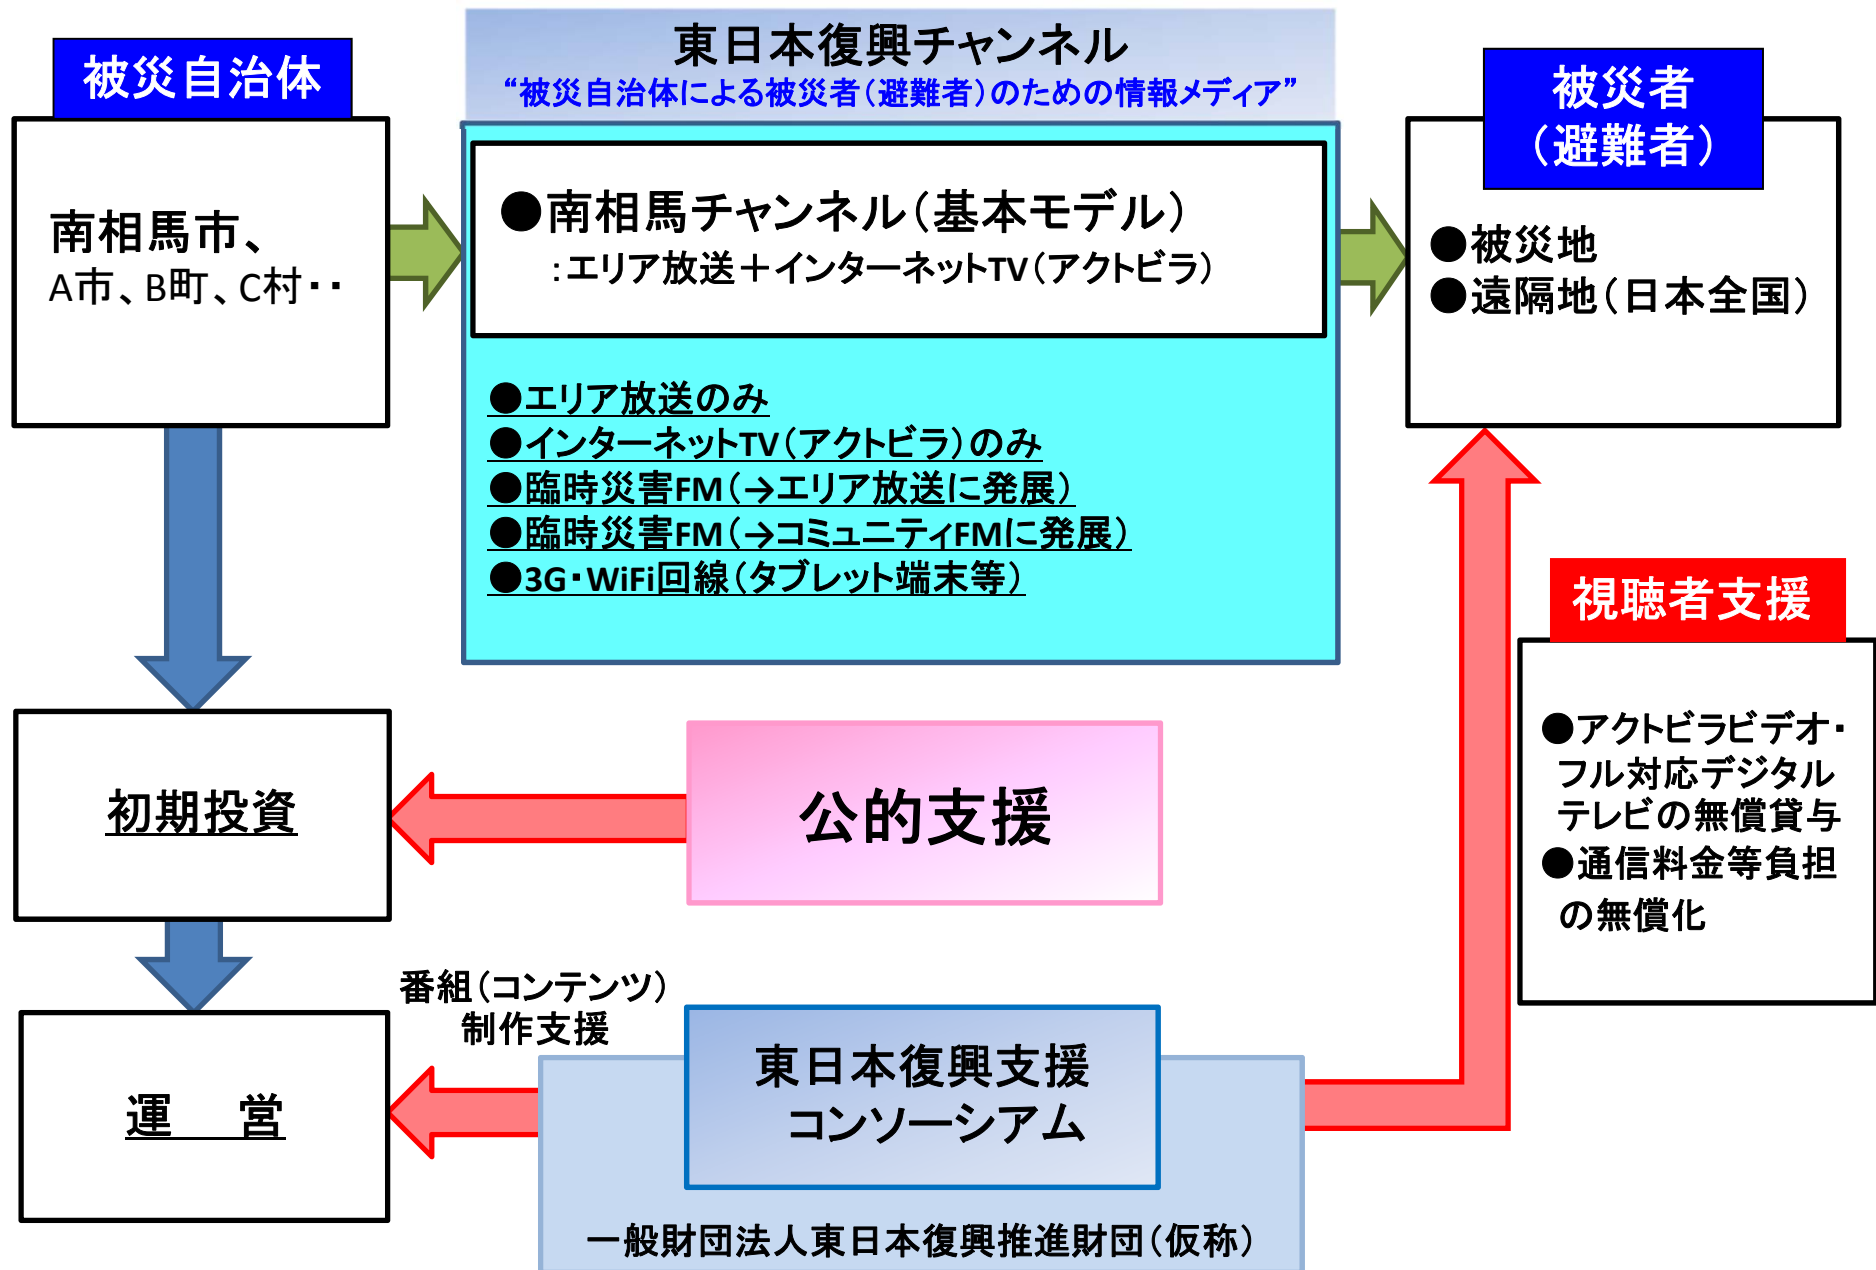 被災自治体
南相馬市、
A市、B町、C村・・
東日本復興チャンネル
“被災自治体による被災者（避難者）のための情報メディア”
●南相馬チャンネル（基本モデル）
：エリア放送＋インターネットTV（アクトビラ）
●エリア放送のみ
●インターネットTV（アクトビラ）のみ
●臨時災害FM（→エリア放送に発展）
●臨時災害FM（→コミュニティFMに発展）
●3G・WiFi回線（タブレット端末等）
被災者
（避難者）
●被災地
●遠隔地（日本全国）
視聴者支援
●アクトビラビデオ・
フル対応デジタル
テレビの無償貸与
●通信料金等負担
の無償化
初期投資
公的支援
番組（コンテンツ）
制作支援
運　営
東日本復興支援
コンソーシアム
一般財団法人東日本復興推進財団（仮称）